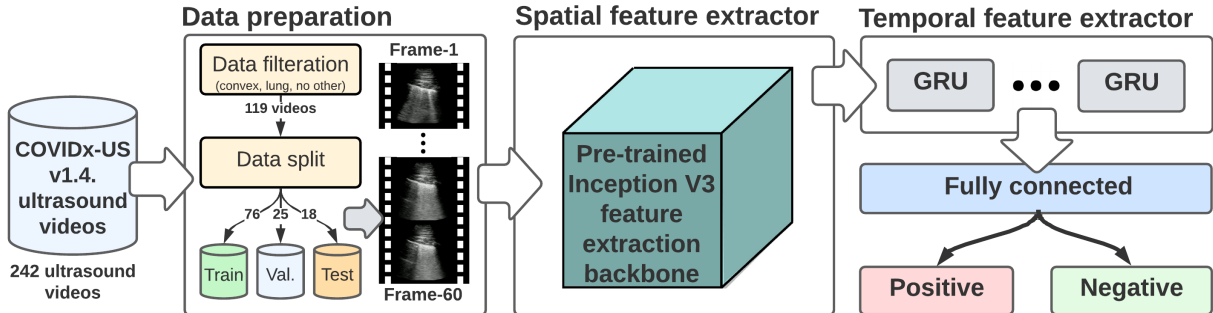 COVIDx-US
v1.4.
ultrasound
videos
242 ultrasound
videos
Data preparation
Data filteration
(convex, lung, no other)
119 videos
Data split
76 25 18
Train
Val.
Test
Frame-1
Frame-60
Spatial feature extractor
Pre-trained
Inception V3
feature
extraction
backbone
Temporal feature extractor
GRU
GRU
Fully connected
Positive
Negative